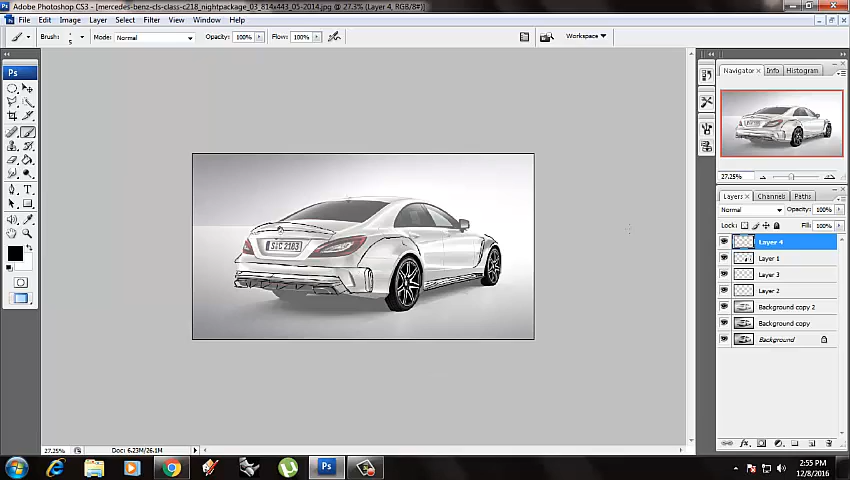 Adobe Photoshop CS3 - [mercedes-benz-cls-class-c218_nightpackage_03_814x443_05-2014.jpg @ 27.3% (Layer 4, RGB/8#)]
File Edit Image Layer Select Filter View Window Help
Brush: 5 Mode: Normal Opacity: 100% Flow: 100% Workspace
Ps
Navigator Info Histogram
27.25%
Layers Channels Paths
Normal Opacity: 100%
Lock: Fill: 100%
Layer 4
Layer 1
Layer 3
Layer 2
Background copy 2
Background copy
Background
27.25% Doc: 6.23M/26.1M
Ps
2:55 PM
12/8/2016